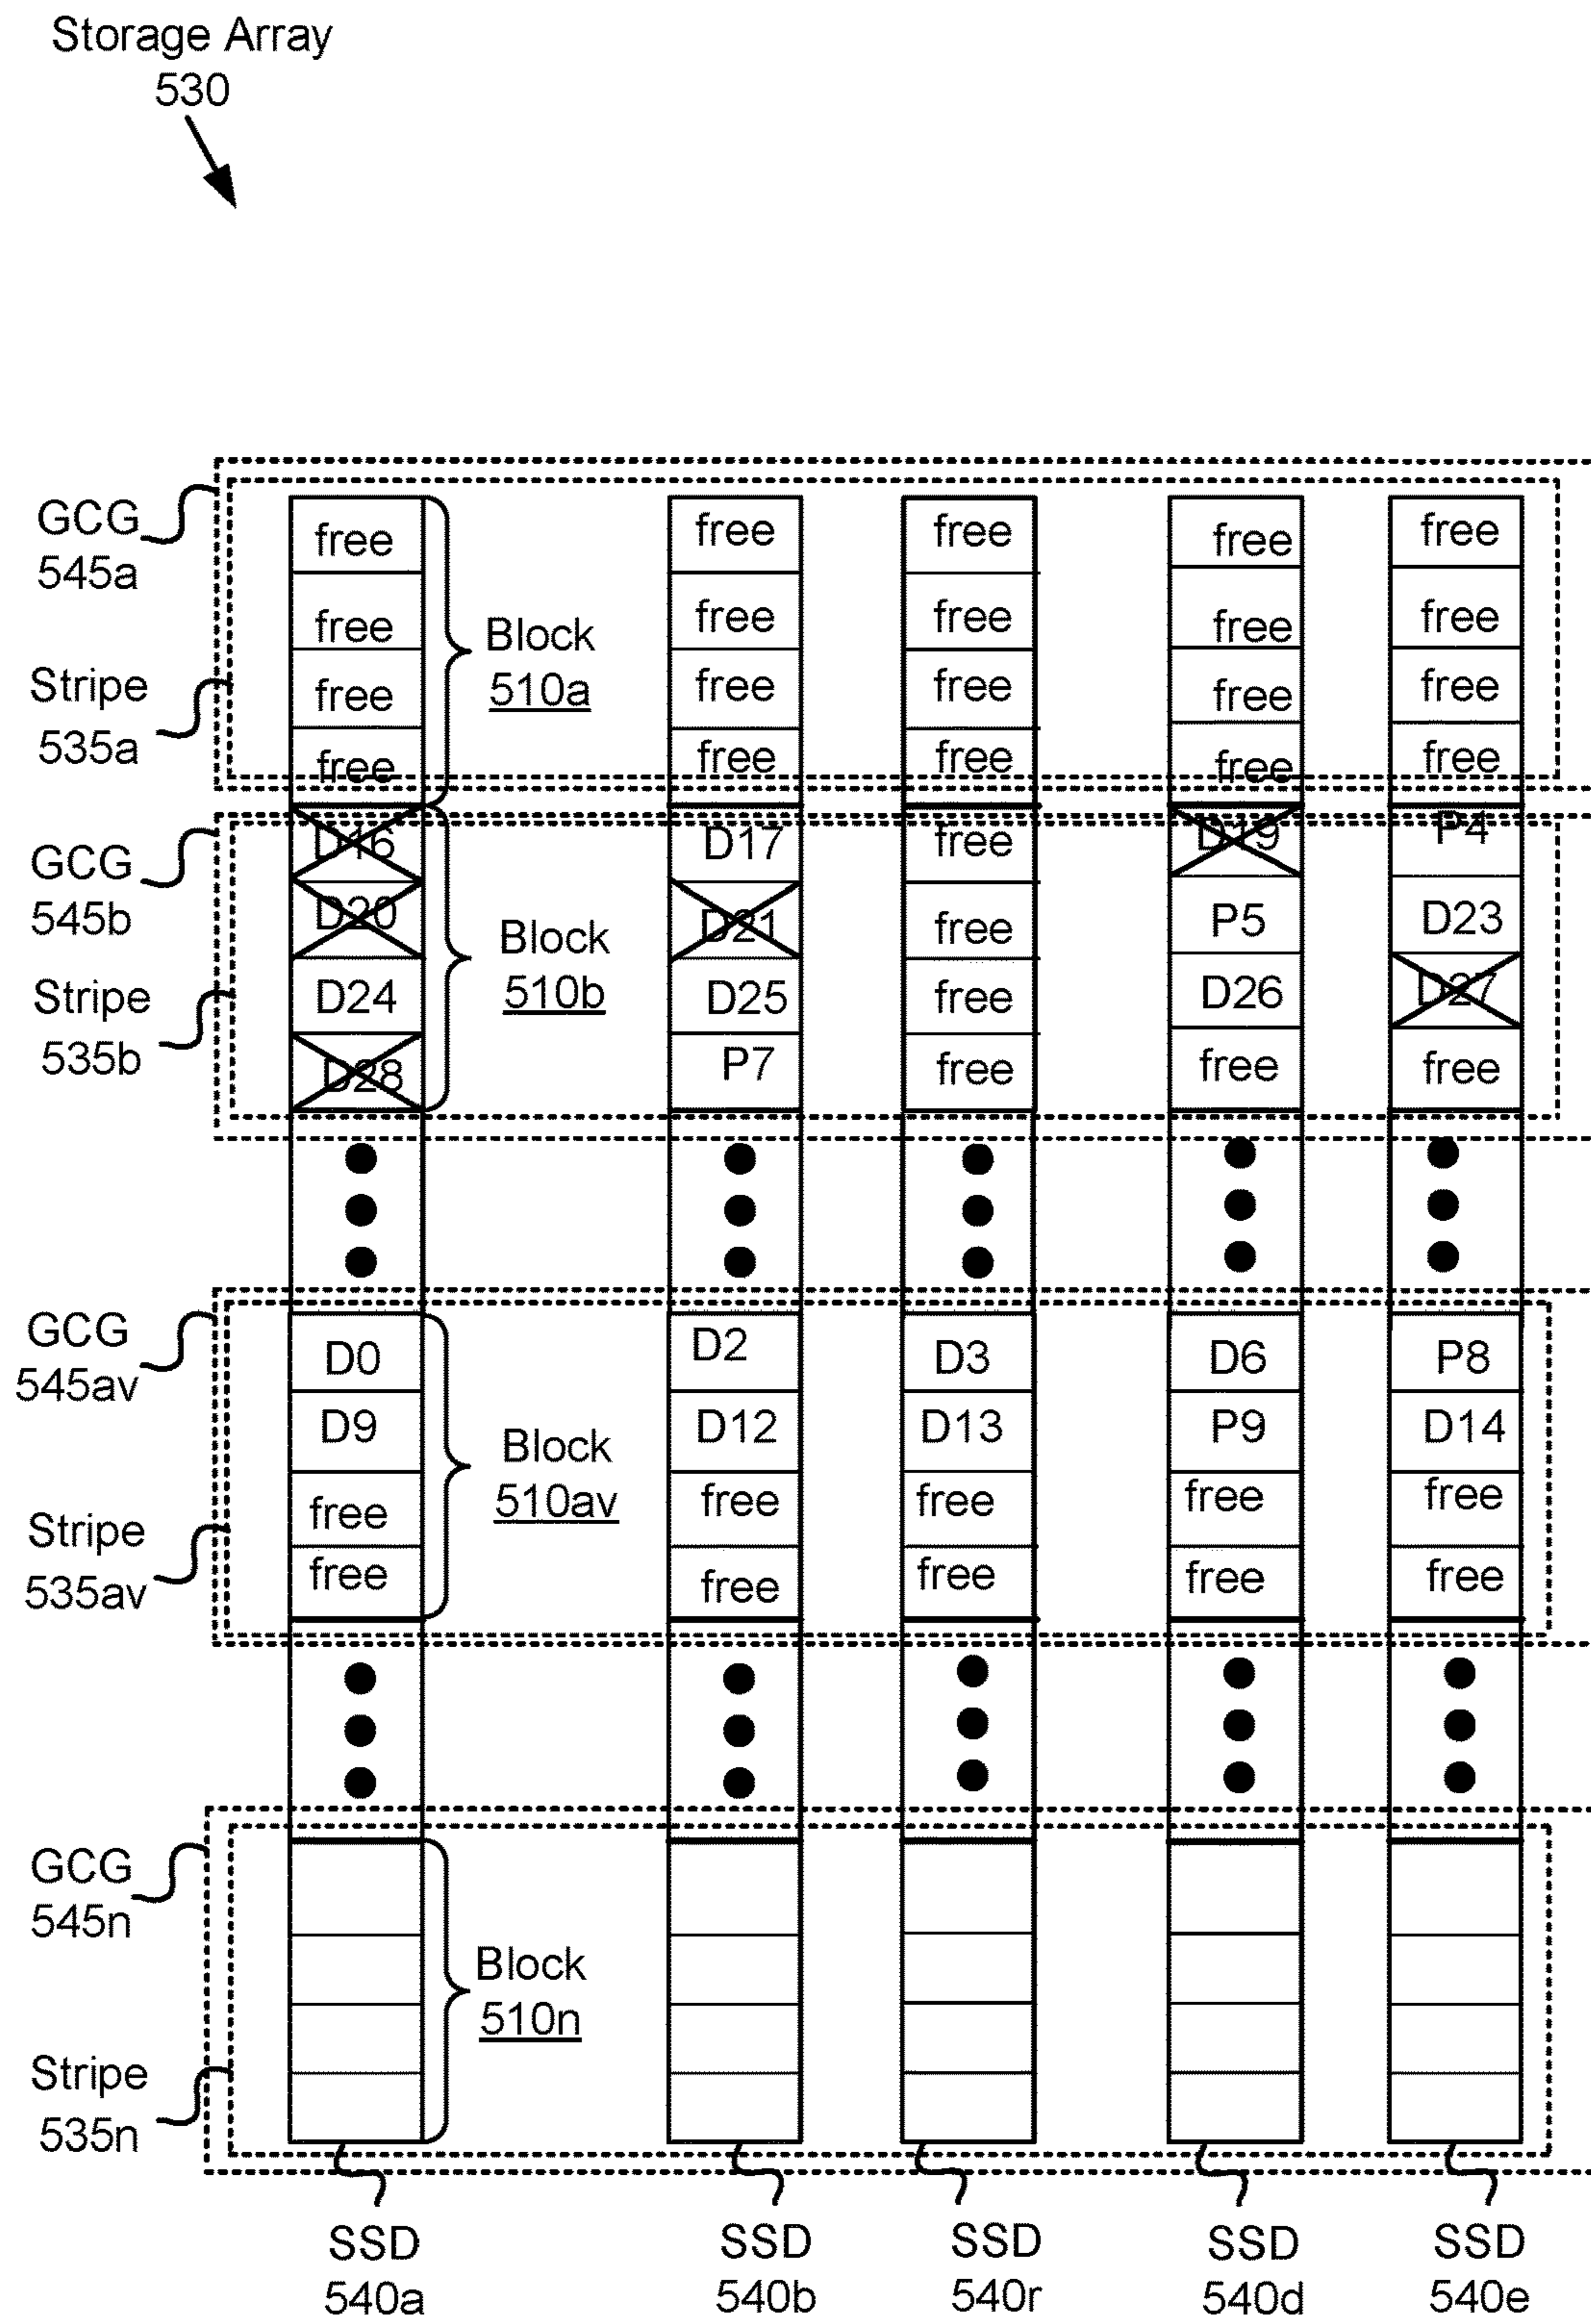 Storage Array
530
GCG
545a
Stripe
535a
free free free free free
free free free free free
free free free free free
free free free free free
Block
510a
GCG
545b
Stripe
535b
D16 D17 free D19 P4
D20 D21 free P5 D23
D24 D25 free D26 D27
D28 P7 free free free
Block
510b
GCG
545av
Stripe
535av
D0 D2 D3 D6 P8
D9 D12 D13 P9 D14
free free free free free
free free free free free
Block
510av
GCG
545n
Stripe
535n
Block
510n
SSD SSD SSD SSD SSD
540a 540b 540r 540d 540e